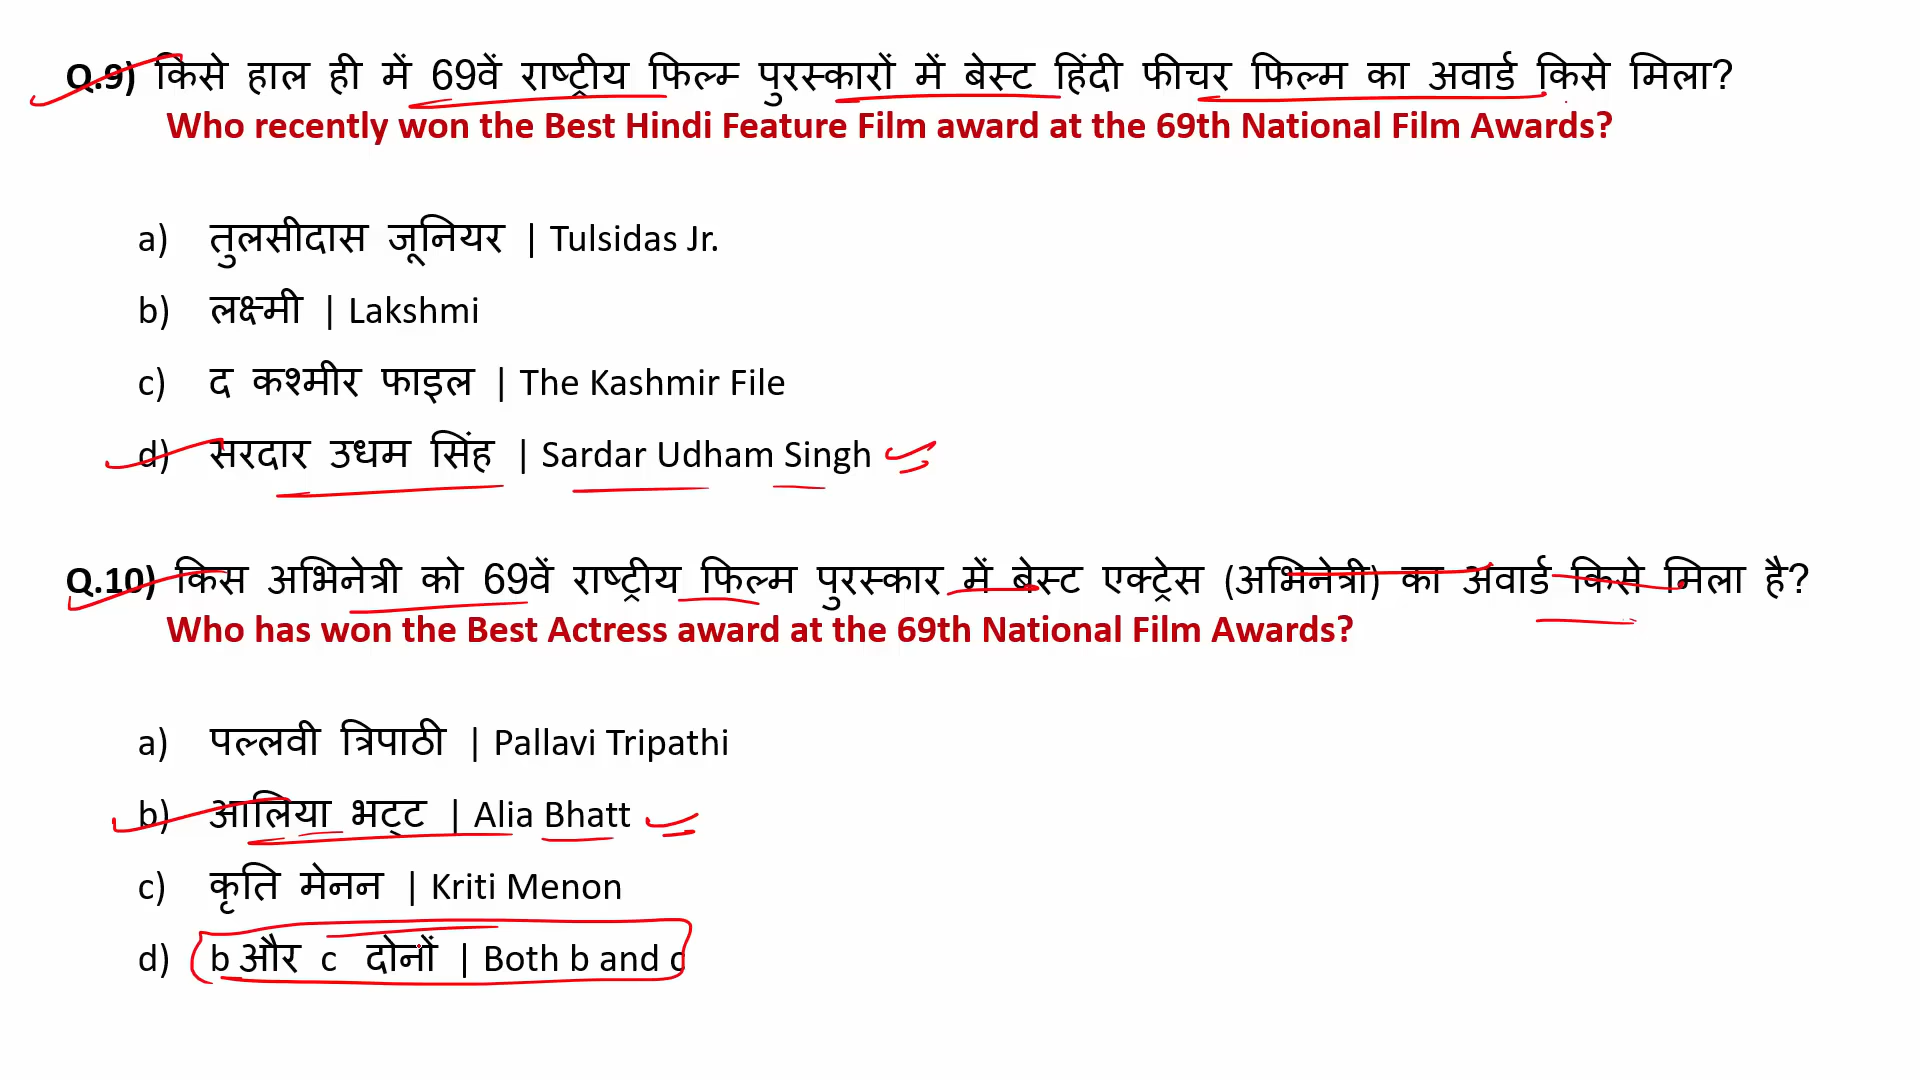 Q.9) किसे हाल ही में 69वें राष्ट्रीय फिल्म पुरस्कारों में बेस्ट हिंदी फीचर फिल्म का अवार्ड किसे मिला?
Who recently won the Best Hindi Feature Film award at the 69th National Film Awards?
a) तुलसीदास जूनियर | Tulsidas Jr.
b) लक्ष्मी | Lakshmi
c) द कश्मीर फाइल | The Kashmir File
d) सरदार उधम सिंह | Sardar Udham Singh
Q.10) किस अभिनेत्री को 69वें राष्ट्रीय फिल्म पुरस्कार में बेस्ट एक्ट्रेस (अभिनेत्री) का अवार्ड किसे मिला है?
Who has won the Best Actress award at the 69th National Film Awards?
a) पल्लवी त्रिपाठी | Pallavi Tripathi
b) आलिया भट्ट | Alia Bhatt
c) कृति मेनन | Kriti Menon
d) b और c दोनों | Both b and c